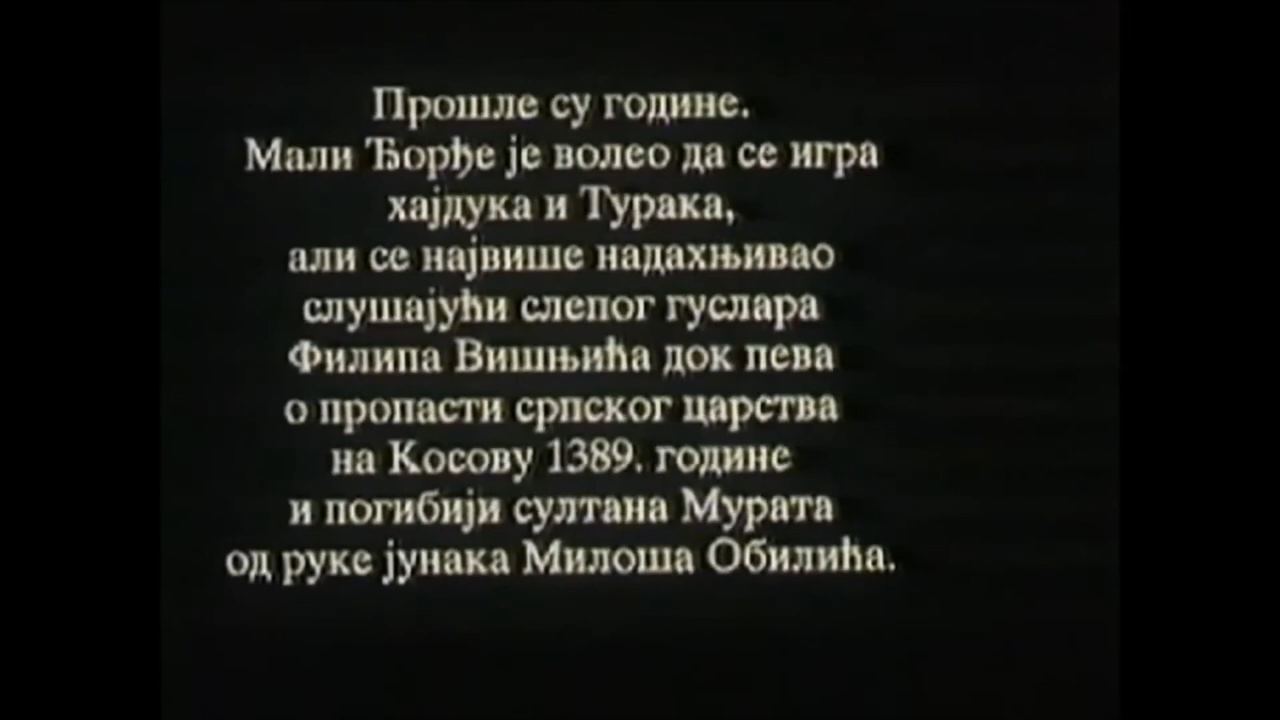 Прошле су године.
Мали Ђорђе је волео да се игра
хајдука и Турака,
али се највише надахњивао
слушајући слепог гуслара
Филипа Вишњића док пева
о пропасти српског царства
на Косову 1389. године
и погибији султана Мурата
од руке јунака Милоша Обилића.